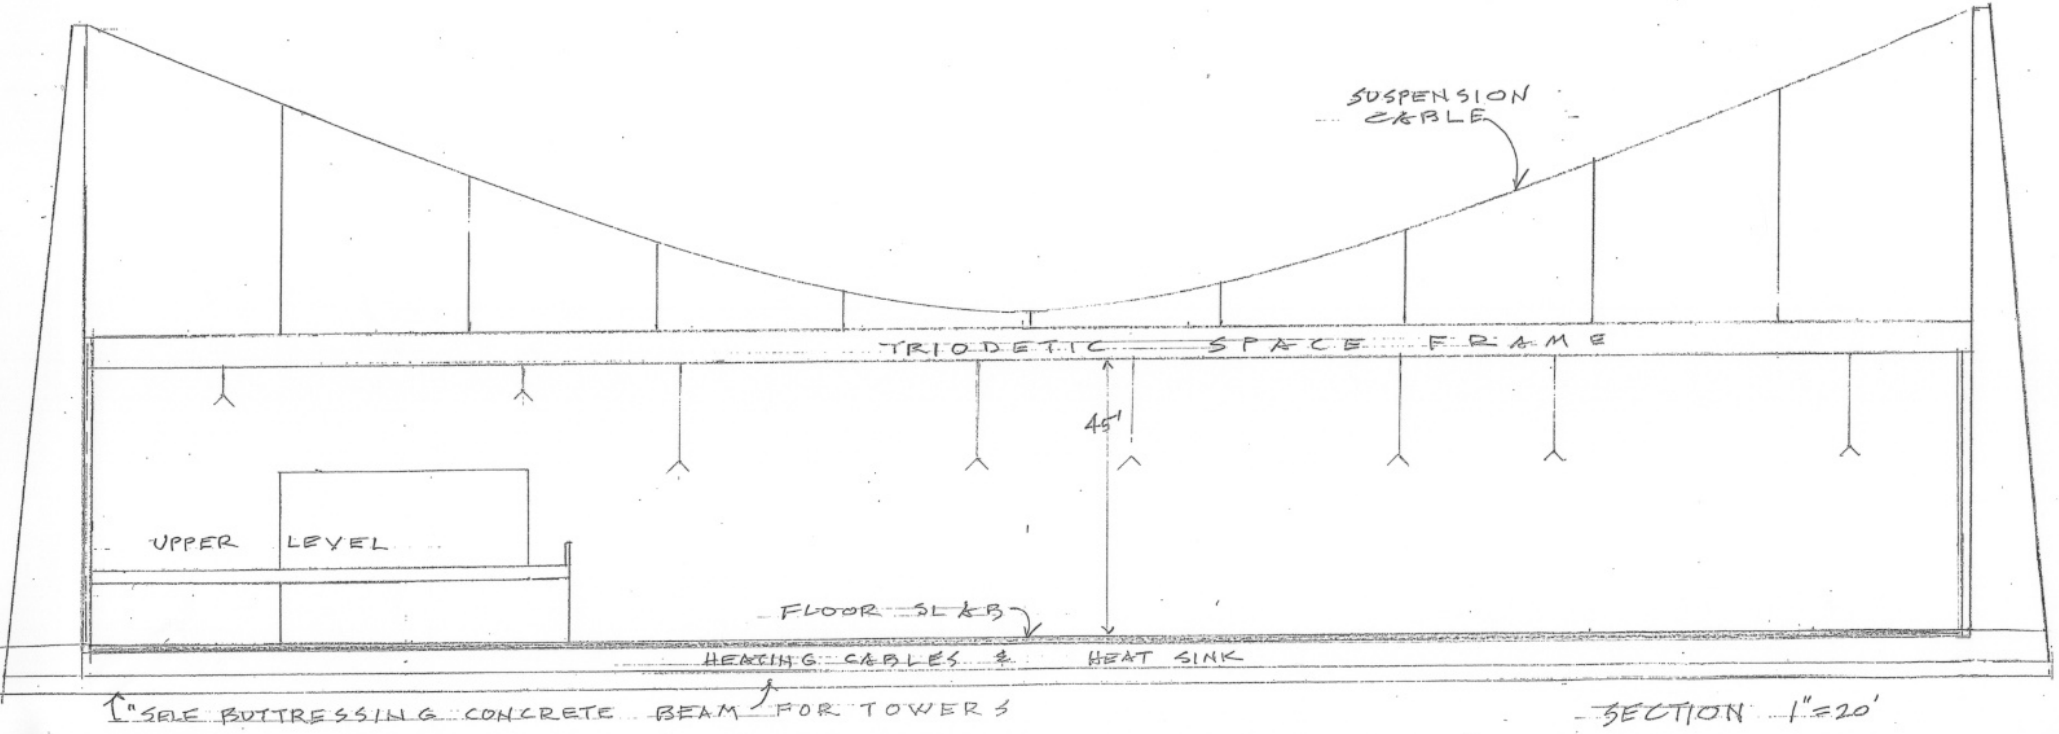 SUSPENSION
CABLE
TRIODETIC SPACE FRAME
45'
UPPER LEVEL
FLOOR SLAB
HEATING CABLES & HEAT SINK
"SELF BUTTRESSING CONCRETE BEAM FOR TOWERS
SECTION 1"=20'